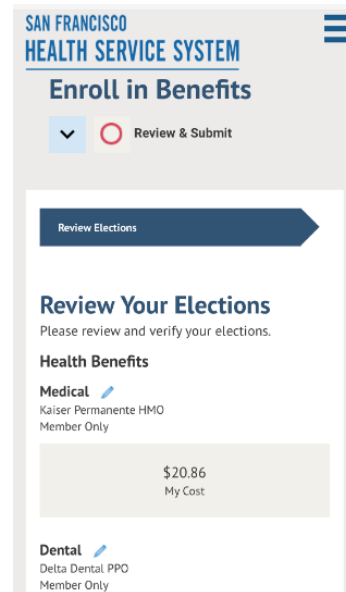 SAN FRANCISCO
HEALTH SERVICE SYSTEM
Enroll in Benefits
Review & Submit
Review Elections
Review Your Elections
Please review and verify your elections.
Health Benefits
Medical
Kaiser Permanente HMO
Member Only
$20.86
My Cost
Dental
Delta Dental PPO
Member Only